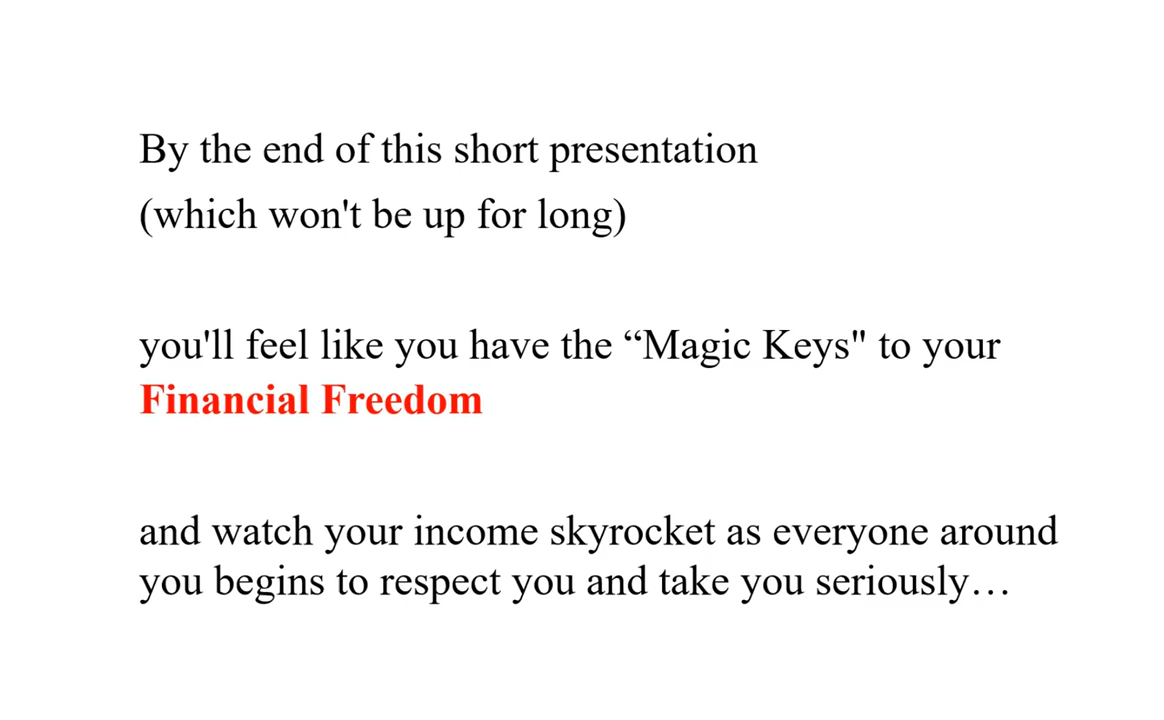 By the end of this short presentation
(which won't be up for long)
you'll feel like you have the “Magic Keys" to your
Financial Freedom
and watch your income skyrocket as everyone around
you begins to respect you and take you seriously…